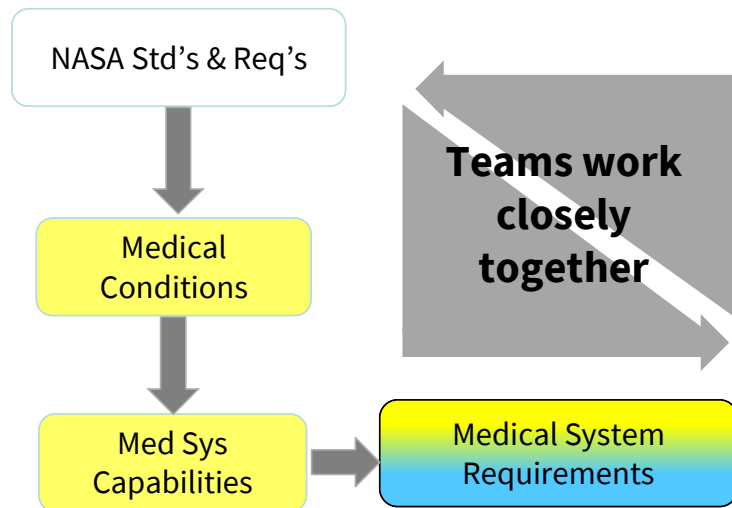 NASA Std’s & Req’s
Teams work
closely
together
Medical
Conditions
Med Sys
Capabilities
Medical System
Requirements